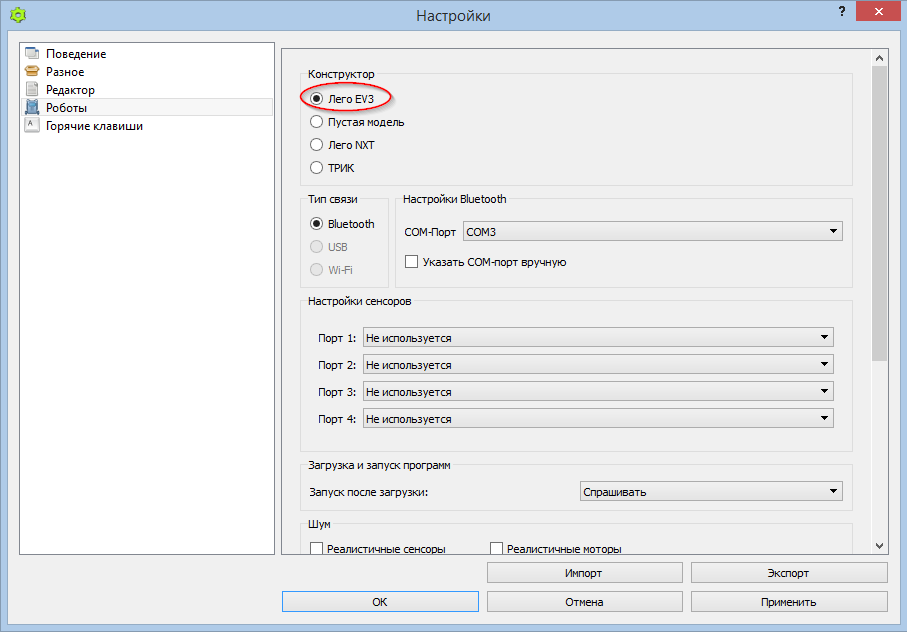 Настройки
?
Поведение
Разное
Редактор
Роботы
A
Горячие клавиши
Конструктор
Лего EV3
Пустая модель
Лего NXT
ТРИК
Тип связи
Bluetooth
USB
Wi-Fi
Настройки Bluetooth
COM-Порт COM3
Указать COM-порт вручную
Настройки сенсоров
Порт 1: Не используется
Порт 2: Не используется
Порт 3: Не используется
Порт 4: Не используется
Загрузка и запуск программ
Запуск после загрузки: Спрашивать
Шум
Реалистичные сенсоры Реалистичные моторы
Импорт Экспорт
OK Отмена Применить